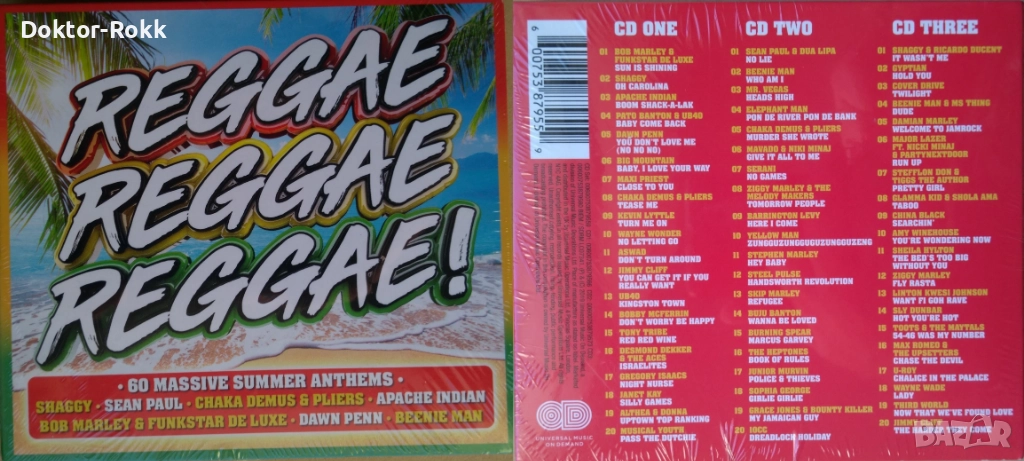 Doktor-Rokk
REGGAE
REGGAE
REGGAE!
• 60 MASSIVE SUMMER ANTHEMS •
SHAGGY • SEAN PAUL • CHAKA DEMUS & PLIERS • APACHE INDIAN
BOB MARLEY & FUNKSTAR DE LUXE • DAWN PENN • BEENIE MAN
6 00753 87955 9
CD ONE
01 BOB MARLEY &
FUNKSTAR DE LUXE
SUN IS SHINING
02 SHAGGY
OH CAROLINA
03 APACHE INDIAN
BOOM SHACK-A-LAK
04 PATO BANTON & UB40
BABY COME BACK
05 DAWN PENN
YOU DON'T LOVE ME
(NO NO NO)
06 BIG MOUNTAIN
BABY, I LOVE YOUR WAY
07 MAXI PRIEST
CLOSE TO YOU
08 CHAKA DEMUS & PLIERS
TEASE ME
09 KEVIN LYTTLE
TURN ME ON
10 WAYNE WONDER
NO LETTING GO
11 ASWAD
DON'T TURN AROUND
12 JIMMY CLIFF
YOU CAN GET IT IF YOU
REALLY WANT
13 UB40
KINGSTON TOWN
14 BOBBY MCFERRIN
DON'T WORRY BE HAPPY
15 TONY TRIBE
RED RED WINE
16 DESMOND DEKKER
& THE ACES
ISRAELITES
17 GREGORY ISAACS
NIGHT NURSE
18 JANET KAY
SILLY GAMES
19 ALTHEA & DONNA
UPTOWN TOP RANKING
20 MUSICAL YOUTH
PASS THE DUTCHIE
CD TWO
01 SEAN PAUL & DUA LIPA
NO LIE
02 BEENIE MAN
WHO AM I
03 MR. VEGAS
HEADS HIGH
04 ELEPHANT MAN
PON DE RIVER PON DE BANK
05 CHAKA DEMUS & PLIERS
MURDER SHE WROTE
06 MAVADO & NIKI MINAJ
GIVE IT ALL TO ME
07 SERANI
NO GAMES
08 ZIGGY MARLEY & THE
MELODY MAKERS
TOMORROW PEOPLE
09 BARRINGTON LEVY
HERE I COME
10 YELLOW MAN
ZUNGGUZUNGGUGUZUNGGUZENG
11 STEPHEN MARLEY
HEY BABY
12 STEEL PULSE
HANDSWORTH REVOLUTION
13 SKIP MARLEY
REFUGEE
14 BUJU BANTON
WANNA BE LOVED
15 BURNING SPEAR
MARCUS GARVEY
16 THE HEPTONES
BOOK OF RULES
17 JUNIOR MURVIN
POLICE & THIEVES
18 SOPHIA GEORGE
GIRLIE GIRLIE
19 GRACE JONES & BOUNTY KILLER
MY JAMAICAN GUY
20 10CC
DREADLOCK HOLIDAY
CD THREE
01 SHAGGY & RICARDO DUCENT
IT WASN'T ME
02 GYPTIAN
HOLD YOU
03 COVER DRIVE
TWILIGHT
04 BEENIE MAN & MS THING
DUDE
05 DAMIAN MARLEY
WELCOME TO JAMROCK
06 MAJOR LAZER
FT. NICKI MINAJ
& PARTYNEXTDOOR
RUN UP
07 STEFFLON DON &
TIGGS THE AUTHOR
PRETTY GIRL
08 GLAMMA KID & SHOLA AMA
TABOO
09 CHINA BLACK
SEARCHIN'
10 AMY WINEHOUSE
YOU'RE WONDERING NOW
11 SHEILA HYLTON
THE BED'S TOO BIG
WITHOUT YOU
12 ZIGGY MARLEY
FLY RASTA
13 LINTON KWESI JOHNSON
WANT FI GOH RAVE
14 SLY DUNBAR
HOT YOU'RE HOT
15 TOOTS & THE MAYTALS
54-46 WAS MY NUMBER
16 MAX ROMEO &
THE UPSETTERS
CHASE THE DEVIL
17 U-ROY
CHALICE IN THE PALACE
18 WAYNE WADE
LADY
19 THIRD WORLD
NOW THAT WE'VE FOUND LOVE
20 JIMMY CLIFF
THE HARDER THEY COME
UNIVERSAL MUSIC
ON DEMAND
BAZAR